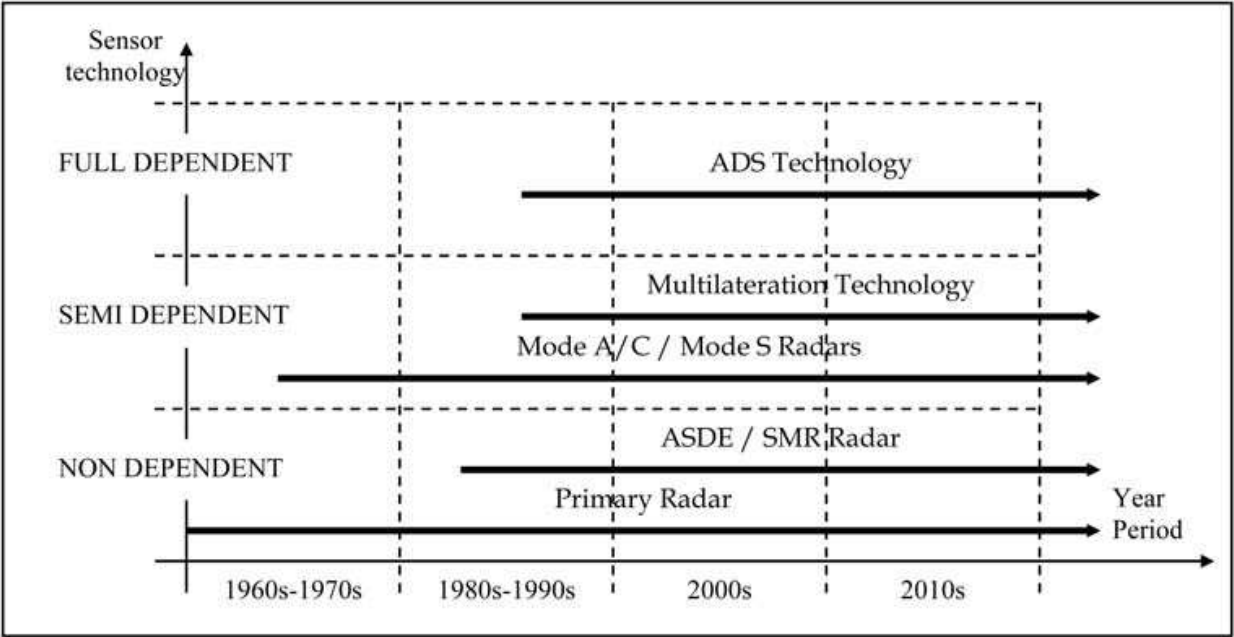 Sensor
technology
FULL DEPENDENT
ADS Technology
Multilateration Technology
SEMI DEPENDENT
Mode A/C / Mode S Radars
ASDE / SMR Radar
NON DEPENDENT
Primary Radar
Year
Period
1960s-1970s 1980s-1990s 2000s 2010s